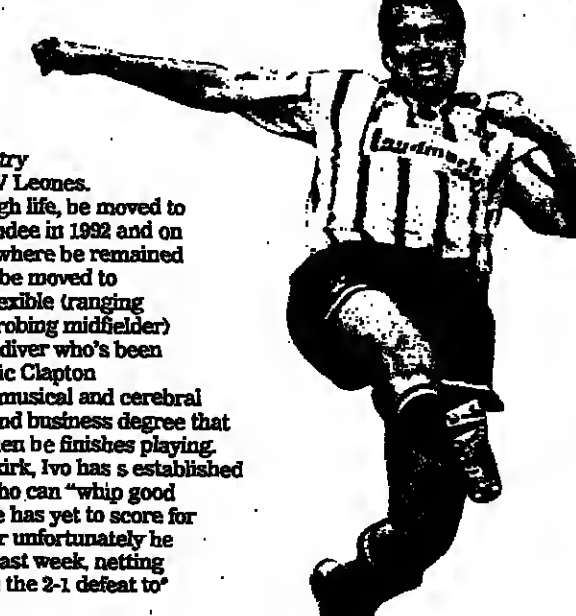 try
V Leones.
gh life, be moved to
ndee in 1992 and on
where be remained
be moved to
exible (ranging
robing midfielder)
diver who's been
ic Clapton
musical and cerebral
nd business degree that
en be finishes playing.
kirk, Ivo has s established
ho can "whip good
e has yet to score for
r unfortunately he
ast week, netting
the 2-1 defeat to"
Landmark